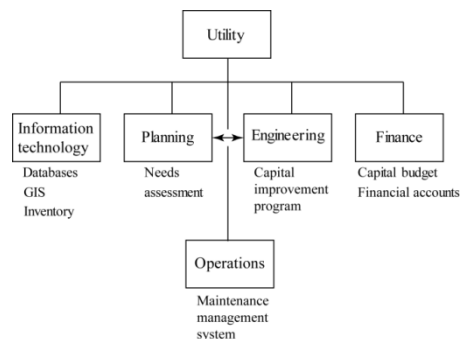 Utility
Information
technology
Databases
GIS
Inventory
Planning
Needs
assessment
Engineering
Capital
improvement
program
Finance
Capital budget
Financial accounts
Operations
Maintenance
management
system